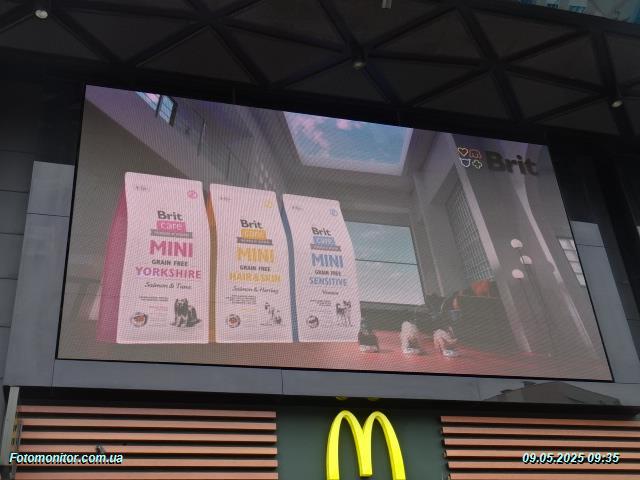 Brit
Brit
care
MINI
GRAIN FREE
YORKSHIRE
Salmon & Tuna
Brit
care
MINI
GRAIN FREE
HAIR & SKIN
Salmon & Herring
Brit
care
MINI
GRAIN FREE
SENSITIVE
Venison
Fotomonitor.com.ua
09.05.2025 09:35